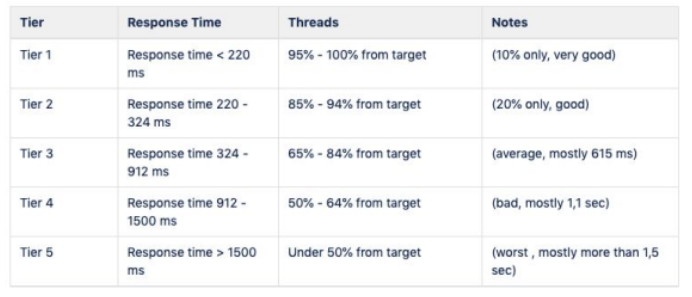 Tier Response Time Threads Notes
Tier 1 Response time < 220 95% - 100% from target (10% only, very good)
ms
Tier 2 Response time 220 - 85% - 94% from target (20% only, good)
324 ms
Tier 3 Response time 324 - 65% - 84% from target (average, mostly 615 ms)
912 ms
Tier 4 Response time 912 - 50% - 64% from target (bad, mostly 1,1 sec)
1500 ms
Tier 5 Response time > 1500 Under 50% from target (worst , mostly more than 1,5
ms sec)